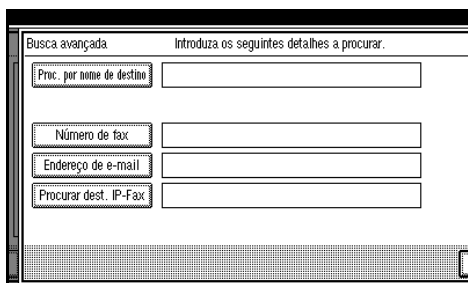 Busca avançada Introduza os seguintes detalhes a procurar.
Proc. por nome de destino
Número de fax
Endereço de e-mail
Procurar dest. IP-Fax